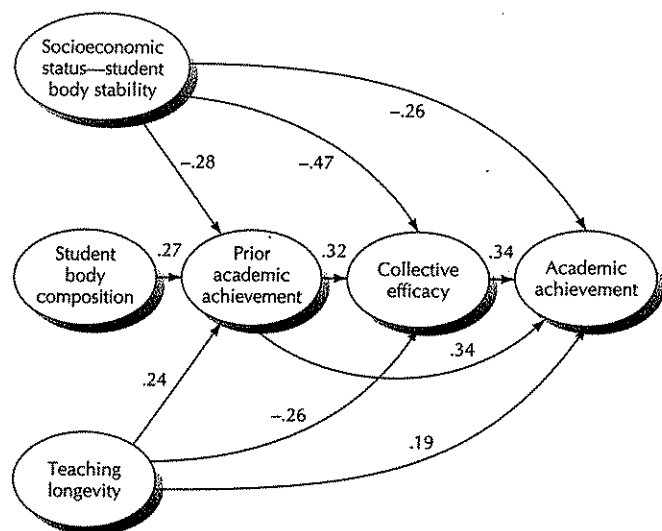 Socioeconomic
status—student
body stability
-.26
-.28
-.47
Student
body
composition
.27
Prior
academic
achievement
.32
Collective
efficacy
.34
Academic
achievement
.34
.24
-.26
.19
Teaching
longevity